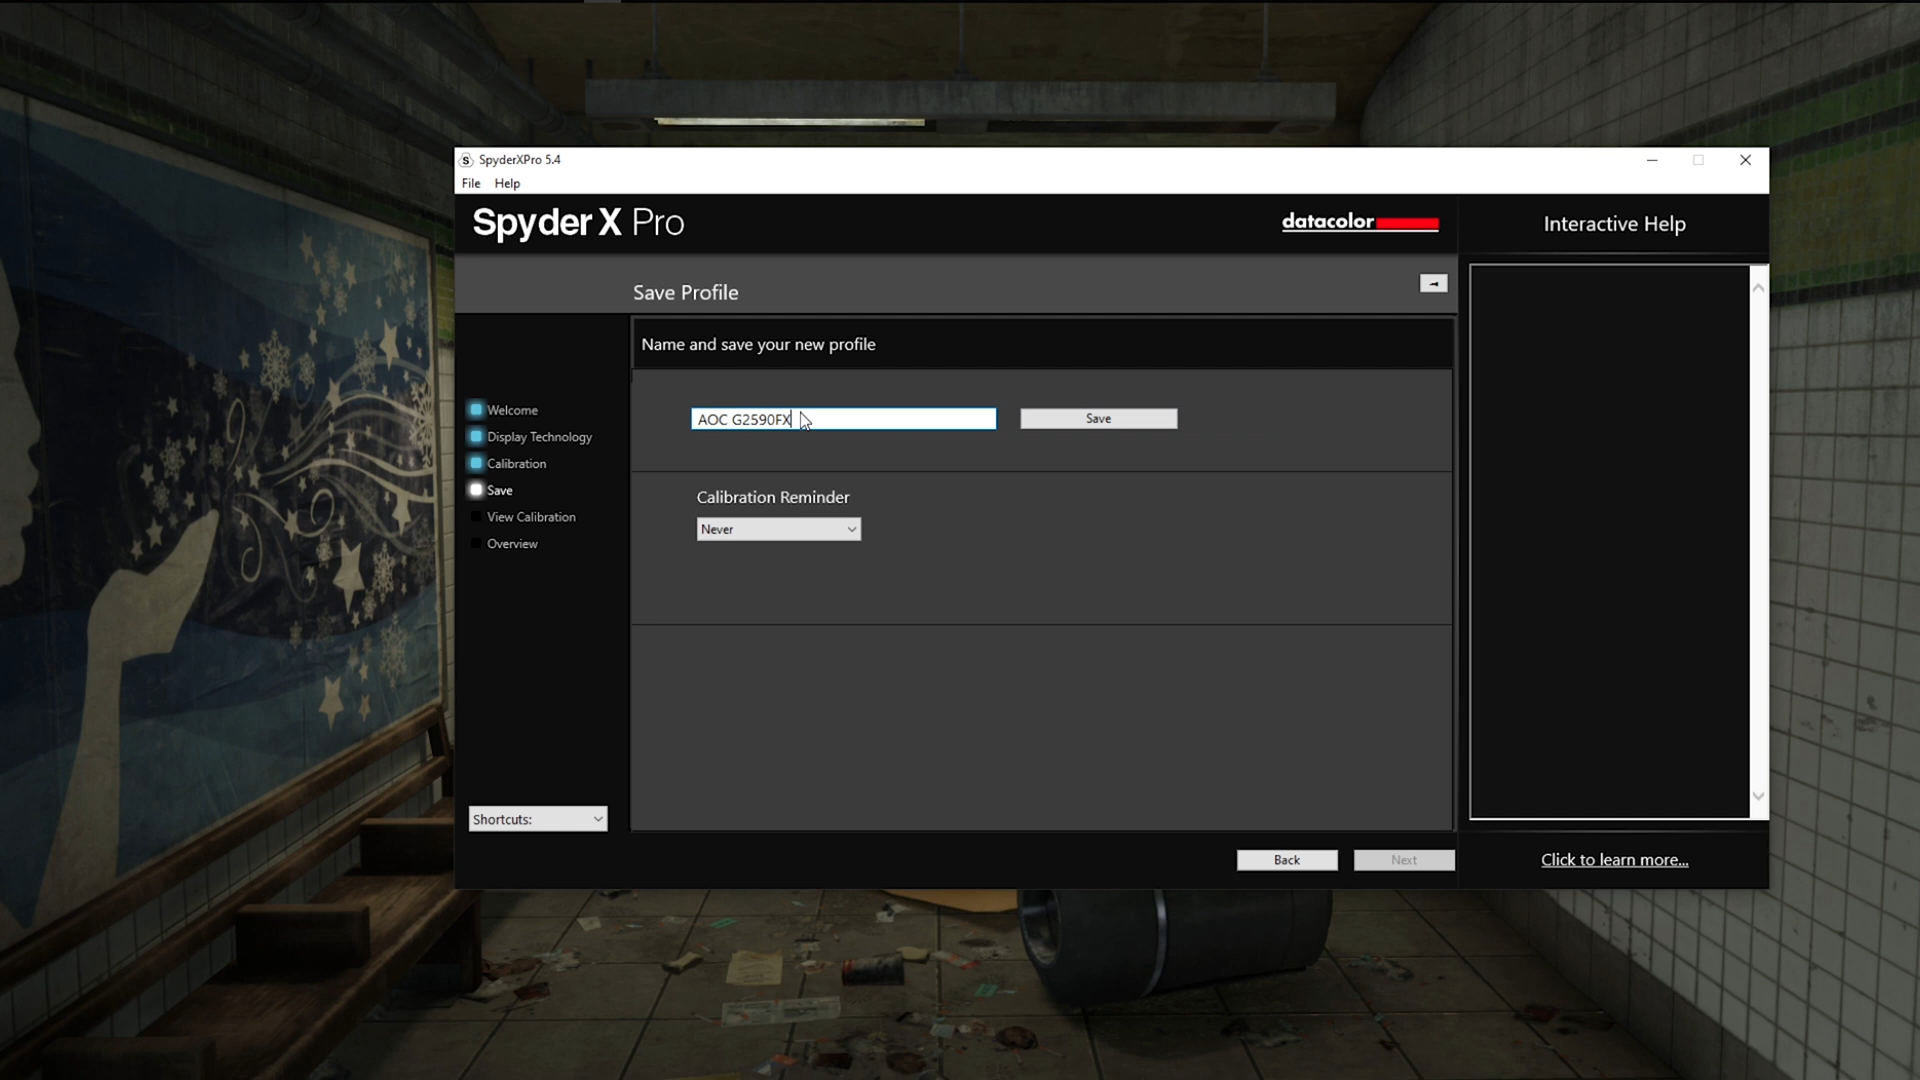 SpyderXPro 5.4
File Help
Spyder X Pro
datacolor
Interactive Help
Save Profile
Name and save your new profile
AOC G2590FX
Save
Welcome
Display Technology
Calibration
Save
View Calibration
Overview
Calibration Reminder
Never
Shortcuts:
Back
Next
Click to learn more...